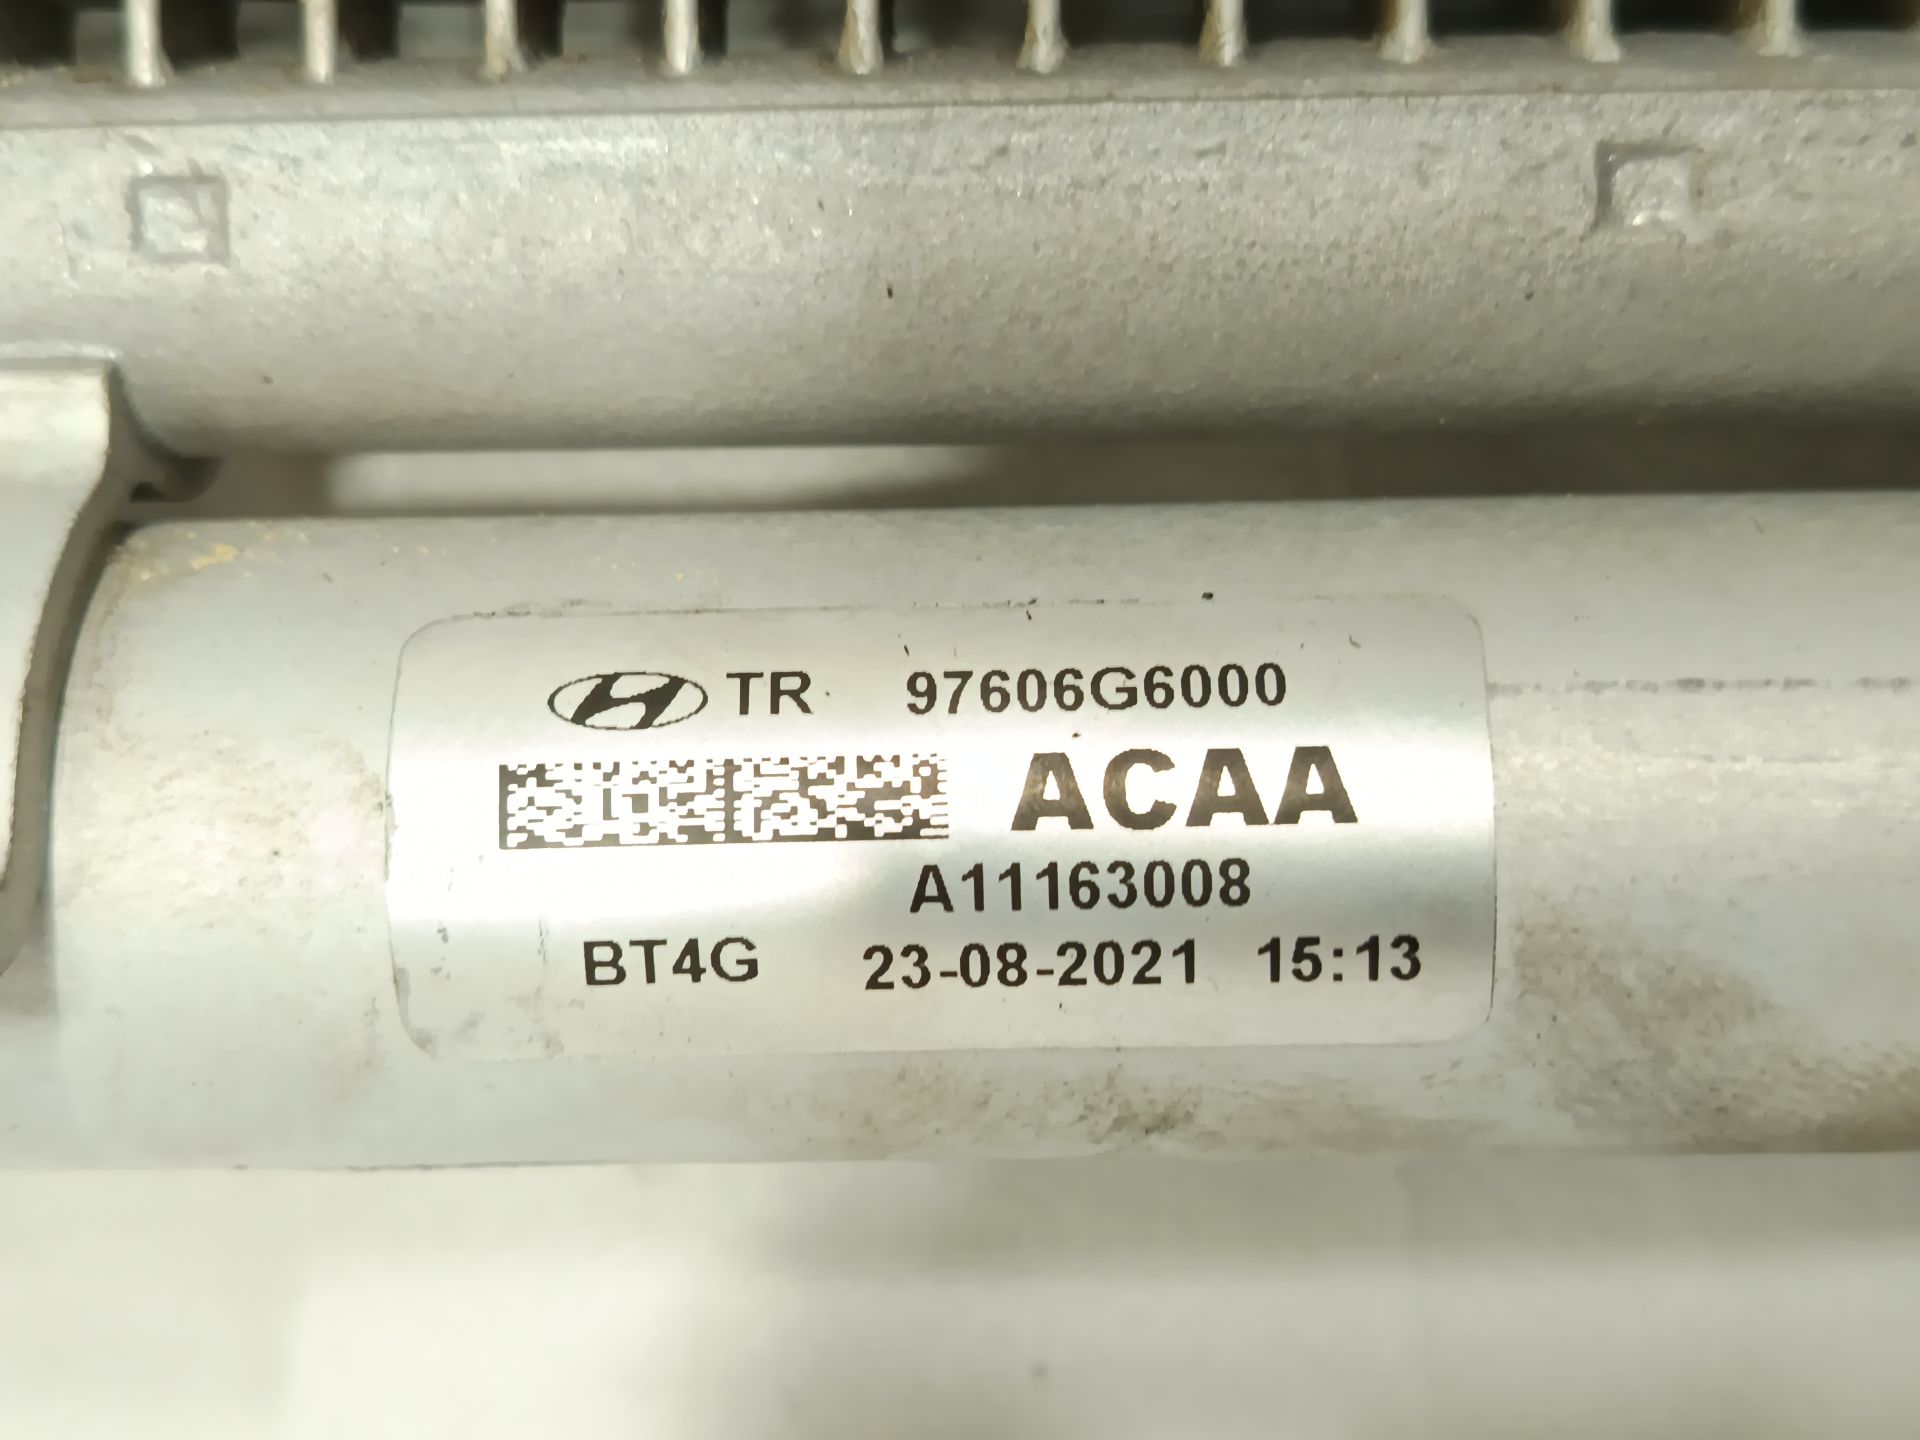 TR 97606G6000
ACAA
A11163008
BT4G 23-08-2021 15:13